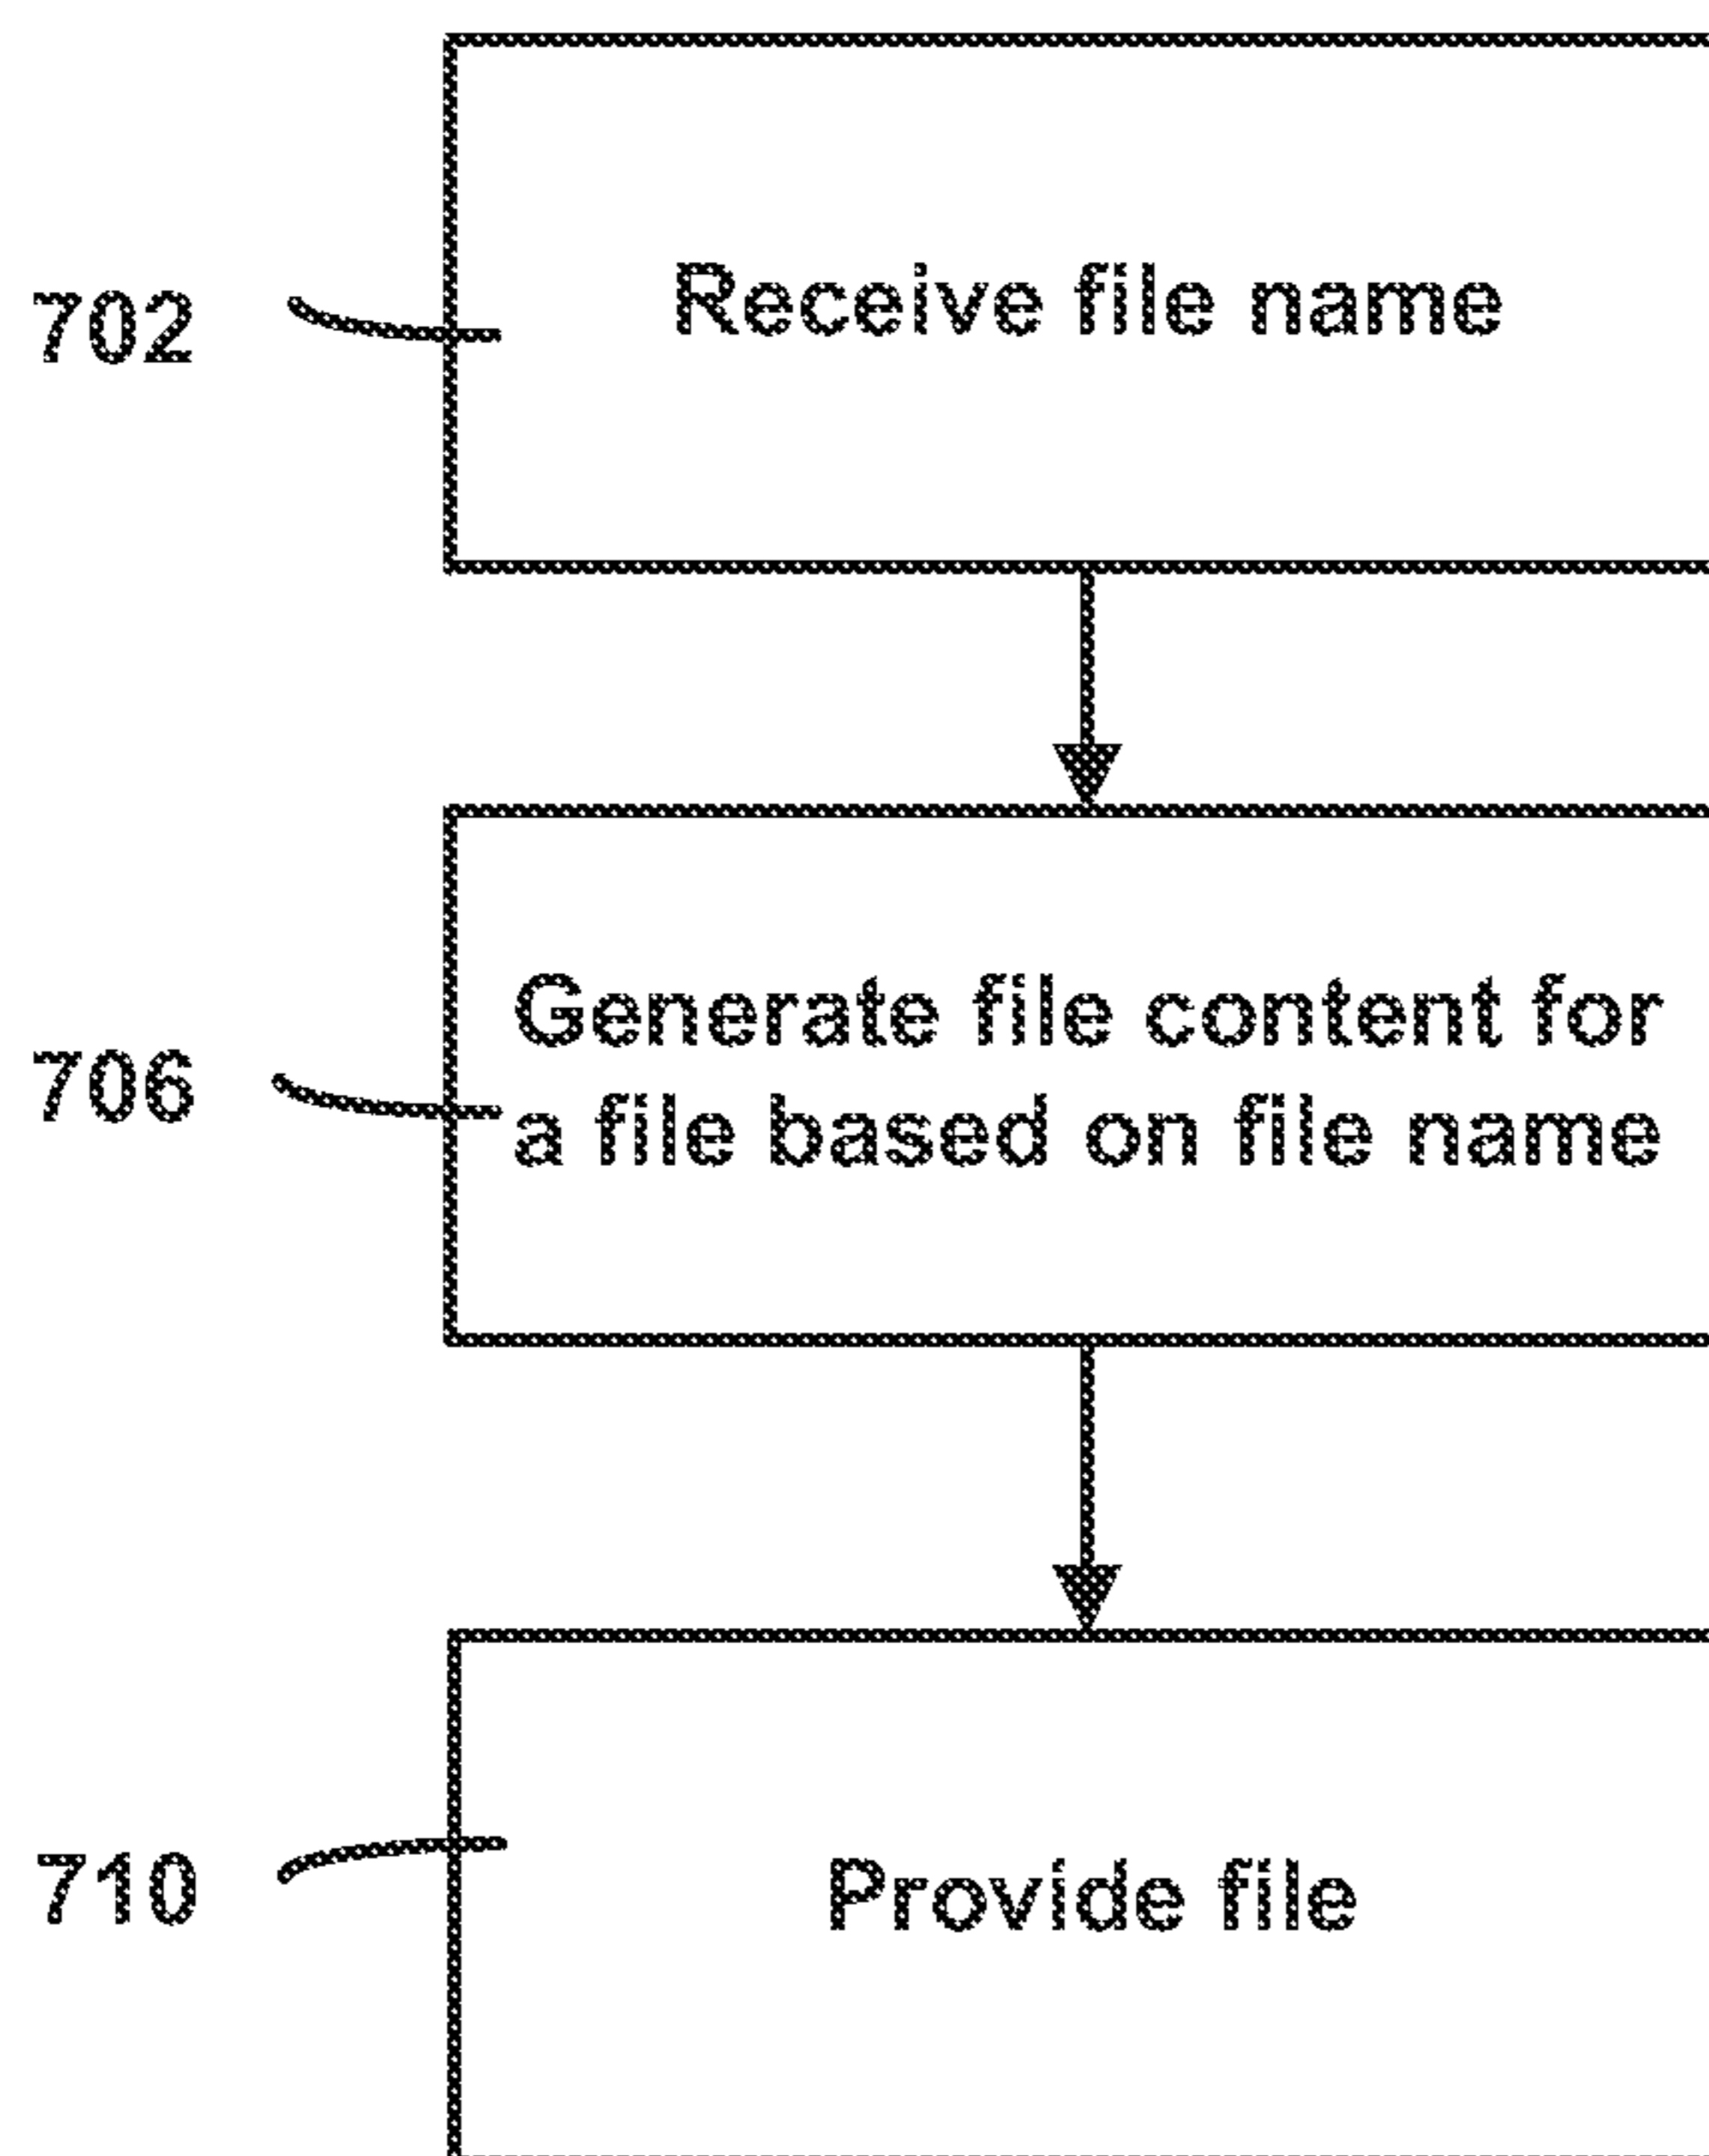 702
Receive file name
706
Generate file content for
a file based on file name
710
Provide file